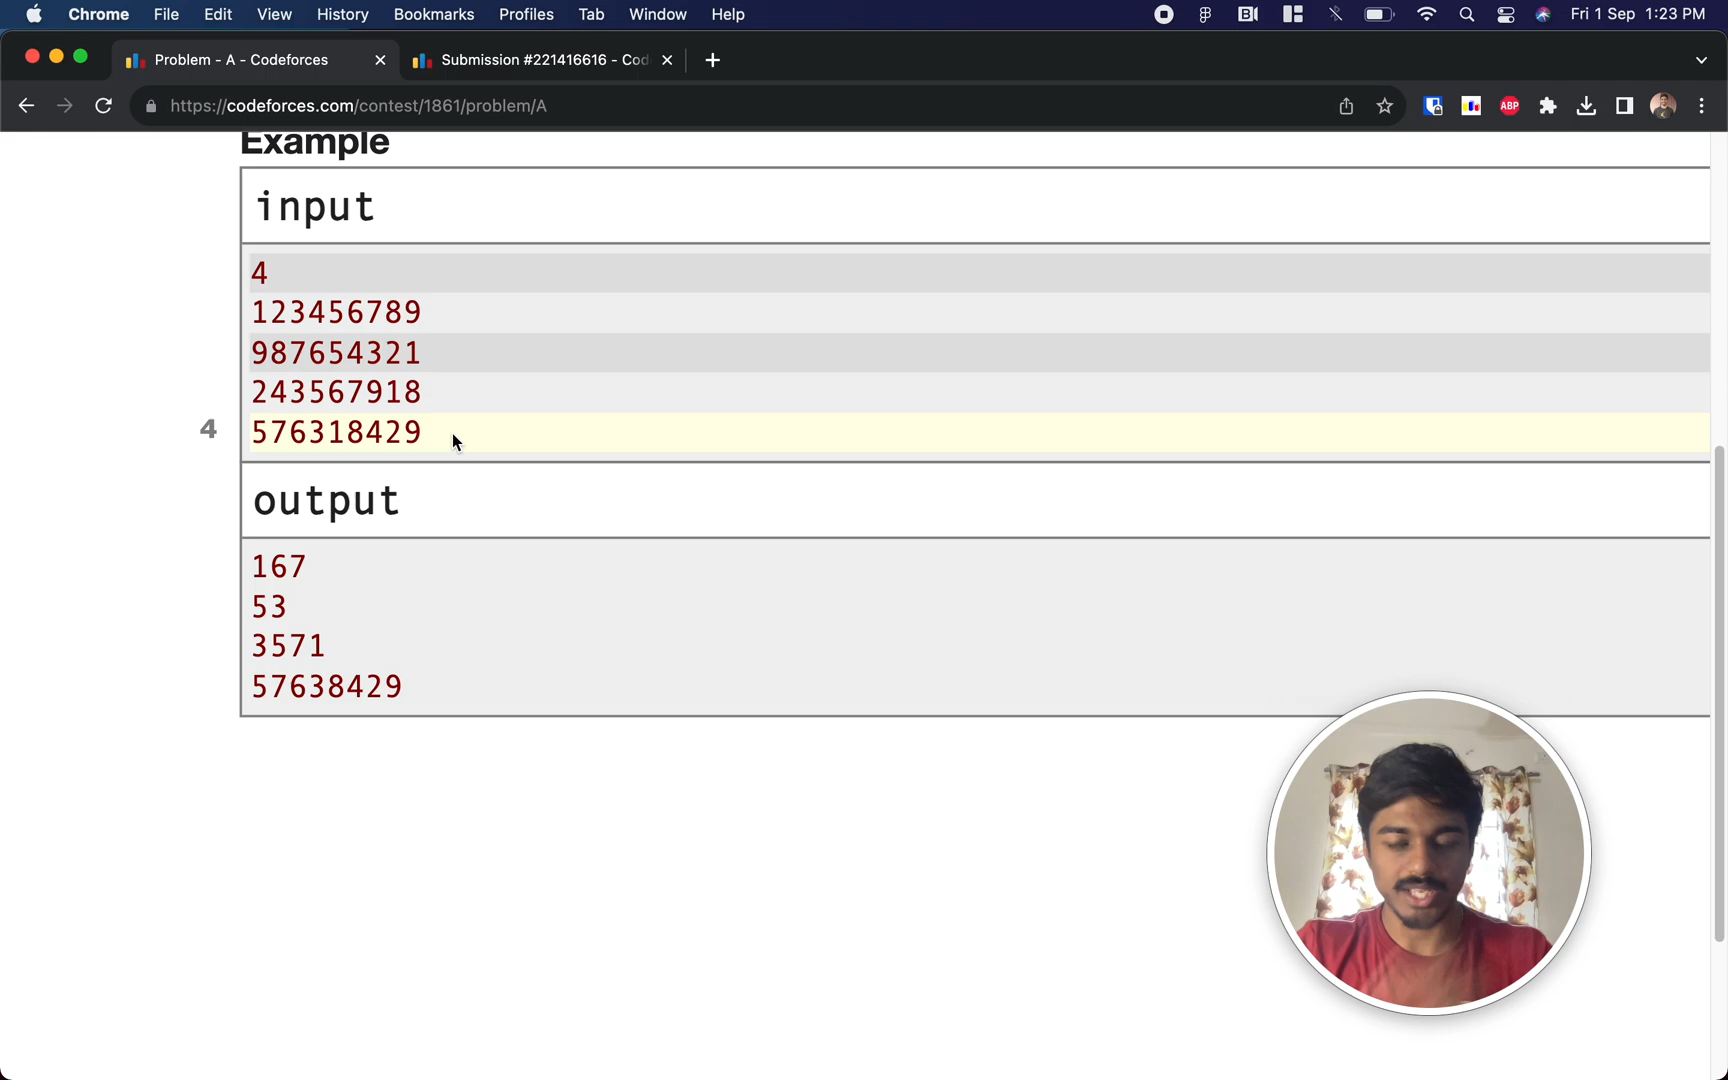 Chrome File Edit View History Bookmarks Profiles Tab Window Help Fri 1 Sep 1:23 PM
Problem - A - Codeforces Submission #221416616 - Cod
https://codeforces.com/contest/1861/problem/A ABP
Example
input
4
123456789
987654321
243567918
4 576318429
output
167
53
3571
57638429